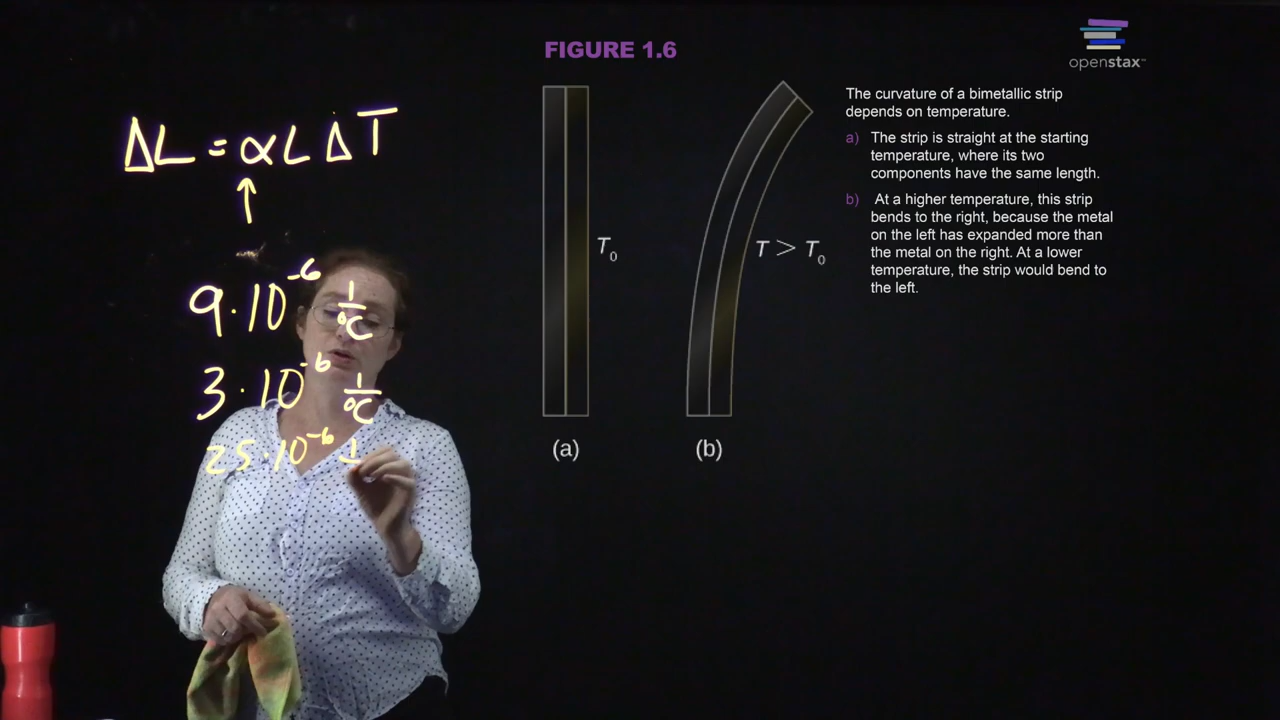 ΔL = αLΔT
↑
9·10⁻⁶ 1/°C
3·10⁻⁶ 1/°C
25·10⁻⁶ 1
FIGURE 1.6
T₀
T > T₀
(a)
(b)
openstax™
The curvature of a bimetallic strip
depends on temperature.
a) The strip is straight at the starting
temperature, where its two
components have the same length.
b) At a higher temperature, this strip
bends to the right, because the metal
on the left has expanded more than
the metal on the right. At a lower
temperature, the strip would bend to
the left.